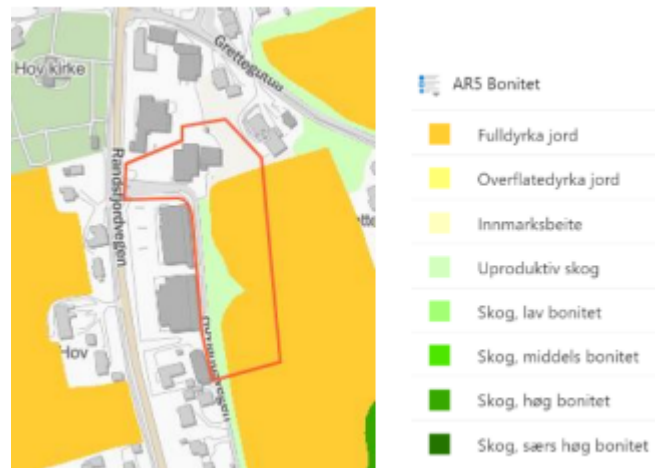 Hov kirke
Grettegutua
Randsfjordvegen
Hov
AR5 Bonitet
Fulldyrka jord
Overflatedyrka jord
Innmarksbeite
Uproduktiv skog
Skog, lav bonitet
Skog, middels bonitet
Skog, høg bonitet
Skog, særs høg bonitet